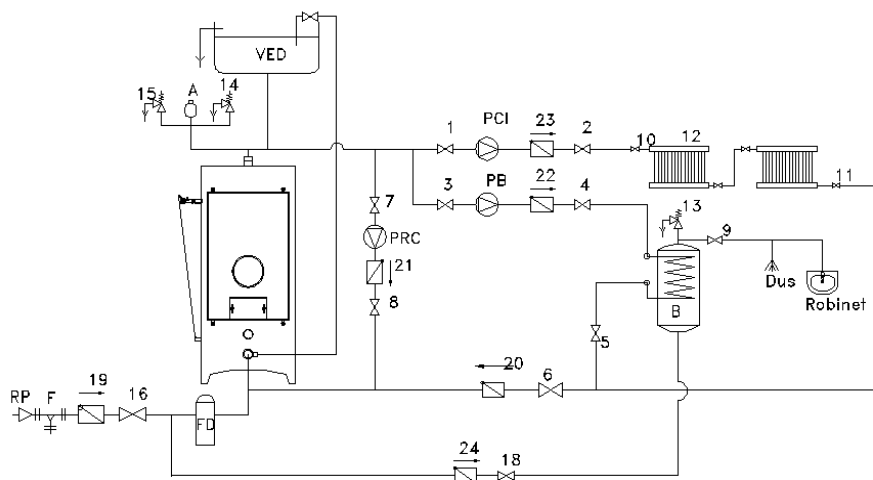 VED
15 A 14
1 PCI 23 2 10 12
11
3 PB 22 4
7 13
PRC 9
21
8 Dus
B Robinet
5
20 6
RP F 19 16
FD
24 18